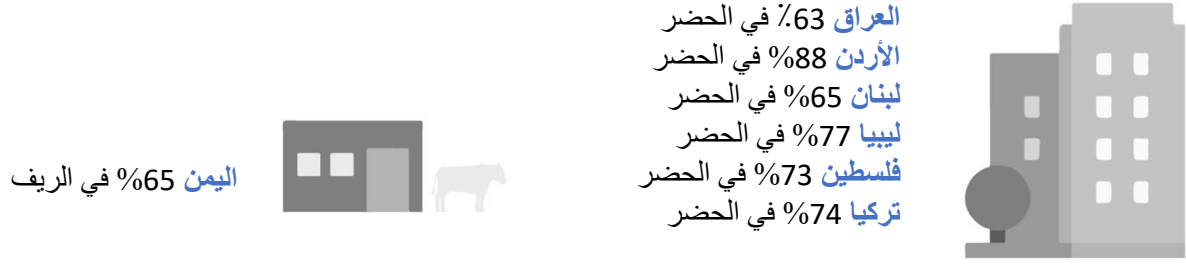 العراق 63٪ في الحضر
الأردن 88% في الحضر
لبنان 65% في الحضر
ليبيا 77% في الحضر
فلسطين 73% في الحضر
تركيا 74% في الحضر
اليمن 65% في الريف